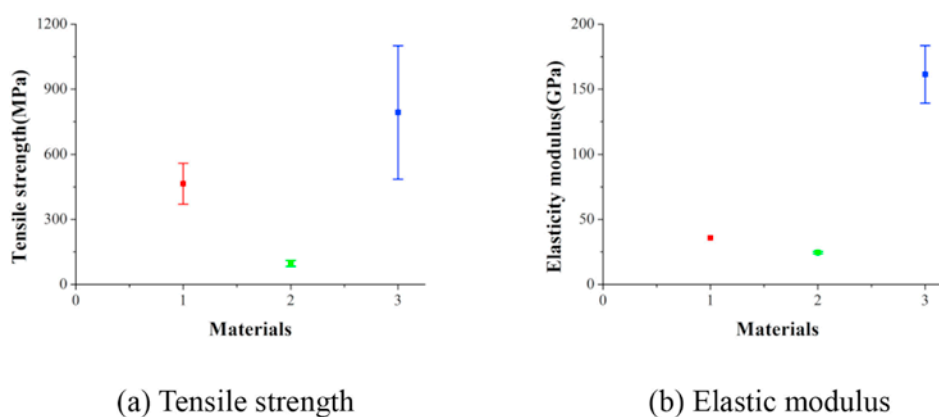 1200
900
600
300
0
Tensile strength(MPa)
0 1 2 3
Materials
(a) Tensile strength
200
150
100
50
0
Elasticity modulus(GPa)
0 1 2 3
Materials
(b) Elastic modulus